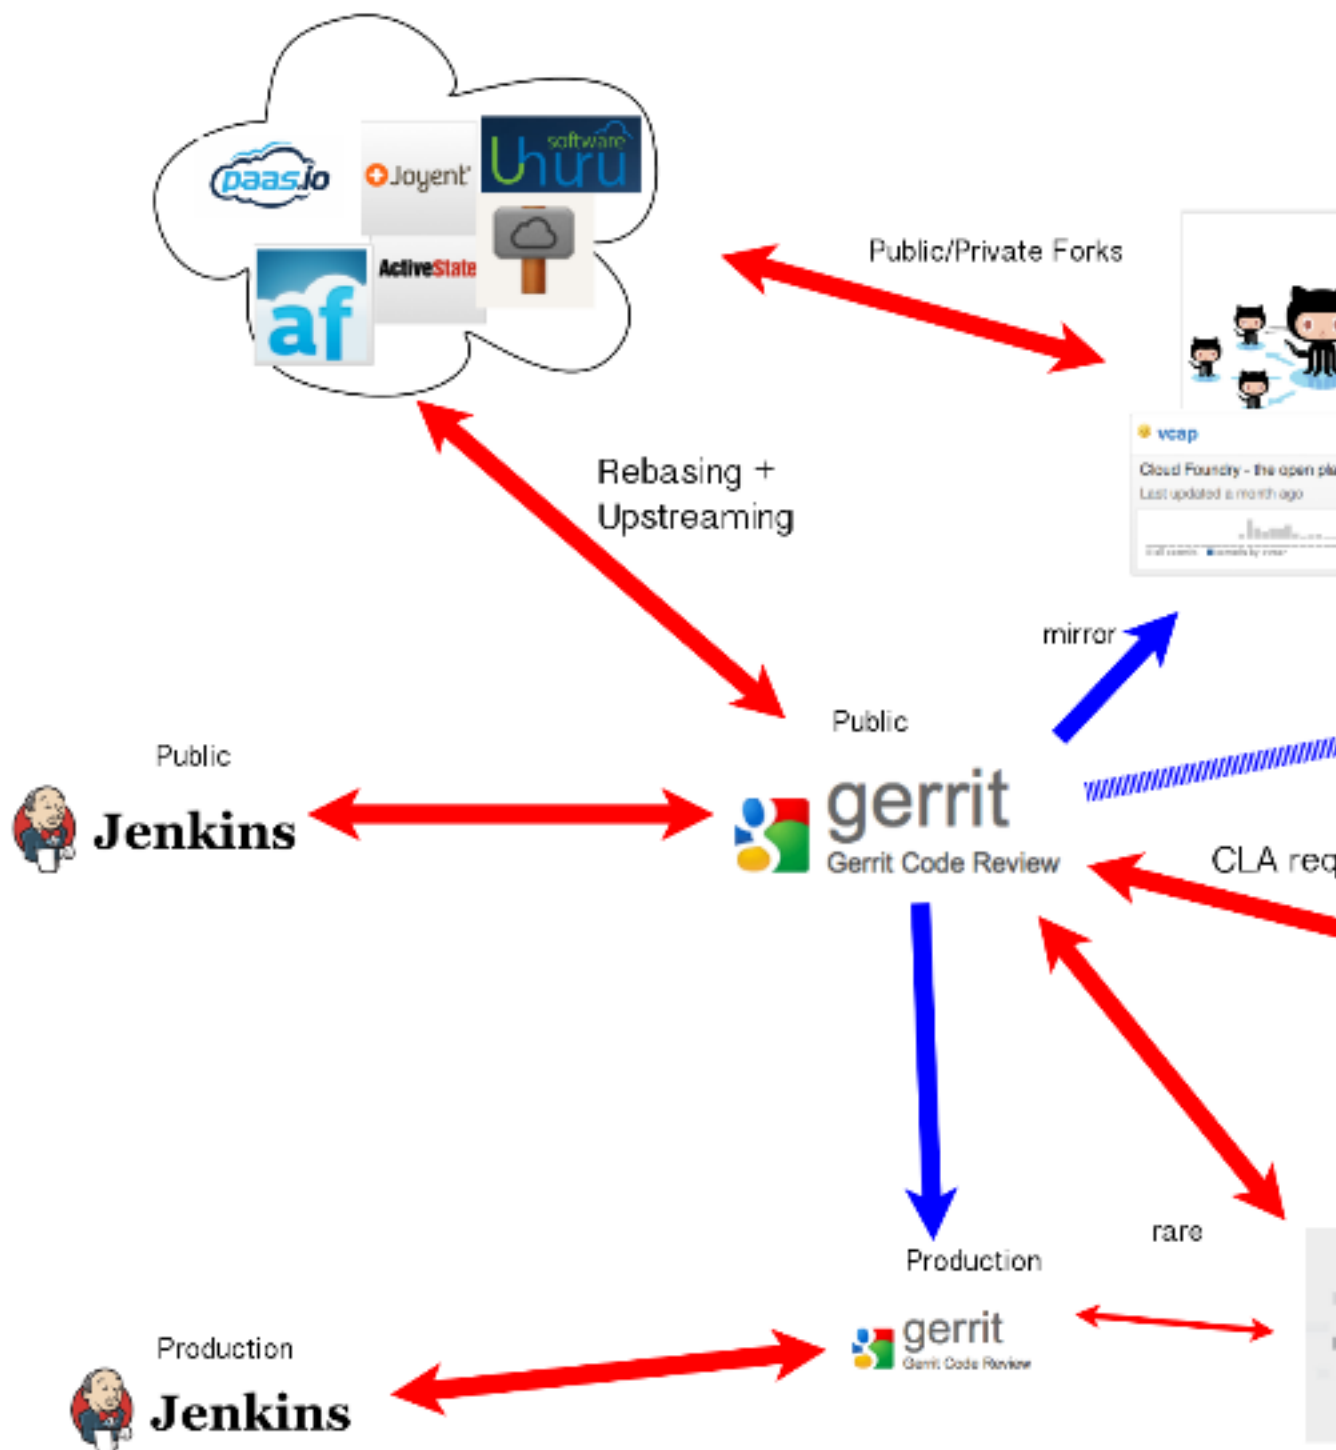 paas.io
Joyent
software
Uhuru
af
ActiveState
Public/Private Forks
vcap
Cloud Foundry - the open pla
Last updated a month ago
Rebasing +
Upstreaming
mirror
Public
gerrit
Gerrit Code Review
Public
Jenkins
CLA req
rare
Production
gerrit
Gerrit Code Review
Production
Jenkins